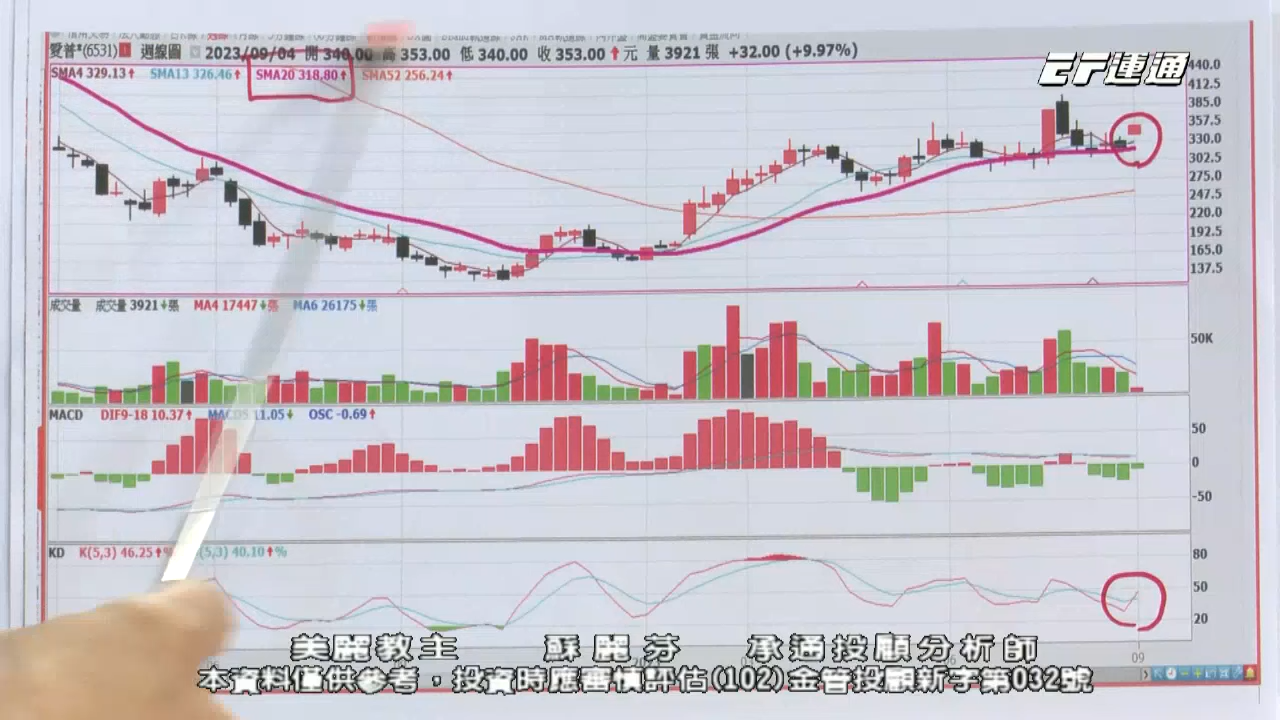 愛普*(6531) 週線圖 2023/09/04 開 340.00 高 353.00 低 340.00 收 353.00↑元 量 3921 張 +32.00 (+9.97%)
SMA4 329.13↑ SMA13 326.46↑ SMA20 318.80↑ SMA52 256.24↑
EF連通
440.0
412.5
385.0
357.5
330.0
302.5
275.0
247.5
220.0
192.5
165.0
137.5
成交量 成交量 3921↓張 MA4 17447↓張 MA6 26175↓張
50K
MACD DIF9-18 10.37↑ MACD9 11.05↓ OSC -0.69↑
50
0
-50
KD K(5,3) 46.25↑% (5,3) 40.10↑%
80
50
20
09
美麗教主 蘇麗芬 承通投顧分析師
本資料僅供參考，投資時應審慎評估(102)金管投顧新字第032號